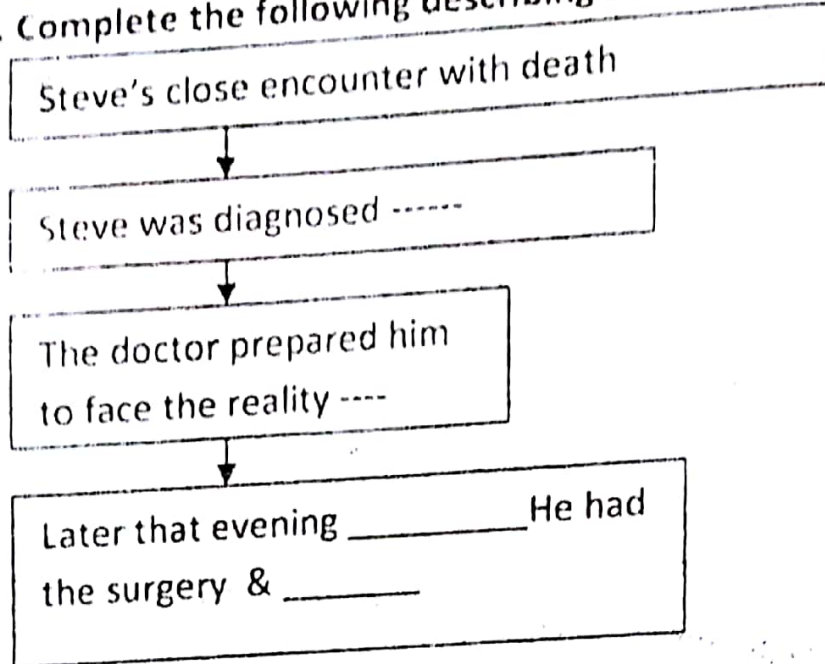 . Complete the following describing
Steve's close encounter with death
Steve was diagnosed ------
The doctor prepared him
to face the reality ----
Later that evening __________He had
the surgery & ________